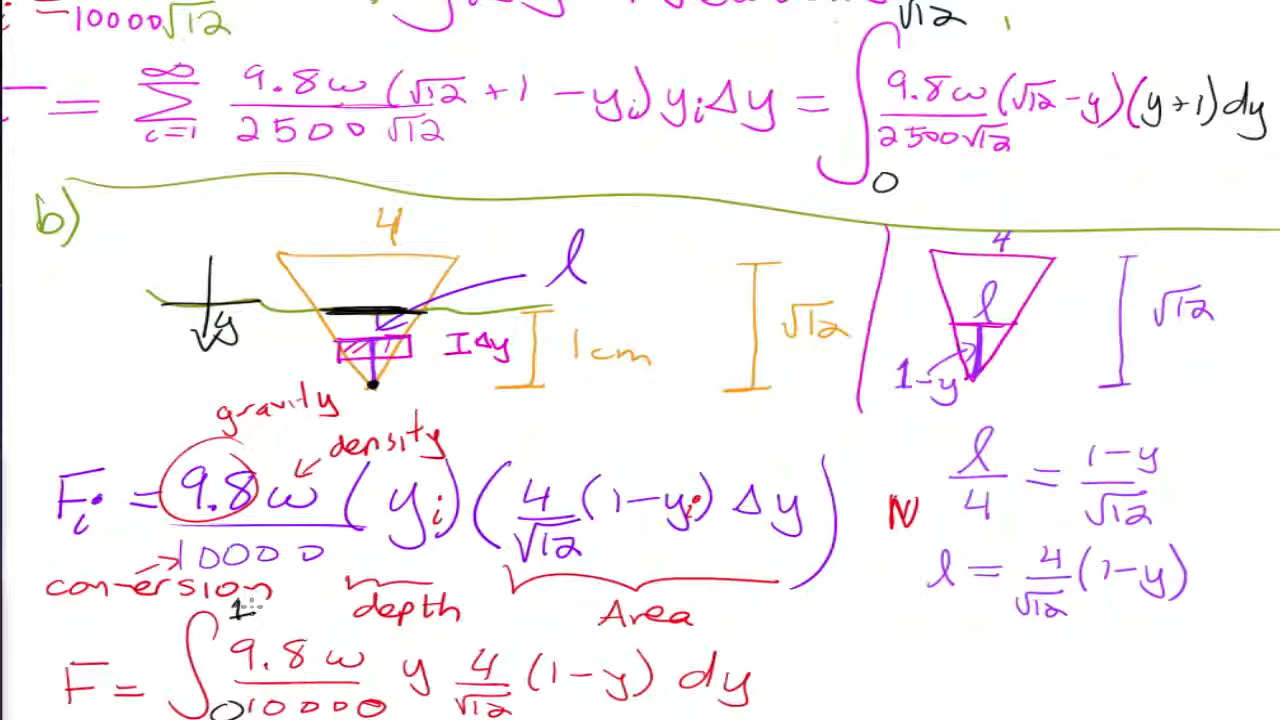 10000√12
√12
= ∑ i=1 ∞ 9.8ω(√12 + 1 - yᵢ) yᵢ Δy / 2500√12 = ∫ 0 9.8ω / 2500√12 (√12 - y)(y+1) dy
b)
4
l
y
IΔy
1cm
√12
4
l
1-y
√12
gravity
density
Fᵢ = 9.8ω / 10000 (yᵢ) (4/√12 (1-yᵢ) Δy) N
l/4 = 1-y/√12
l = 4/√12 (1-y)
conversion
depth
Area
F = ∫ 0 1 9.8ω / 10000 y 4/√12 (1-y) dy